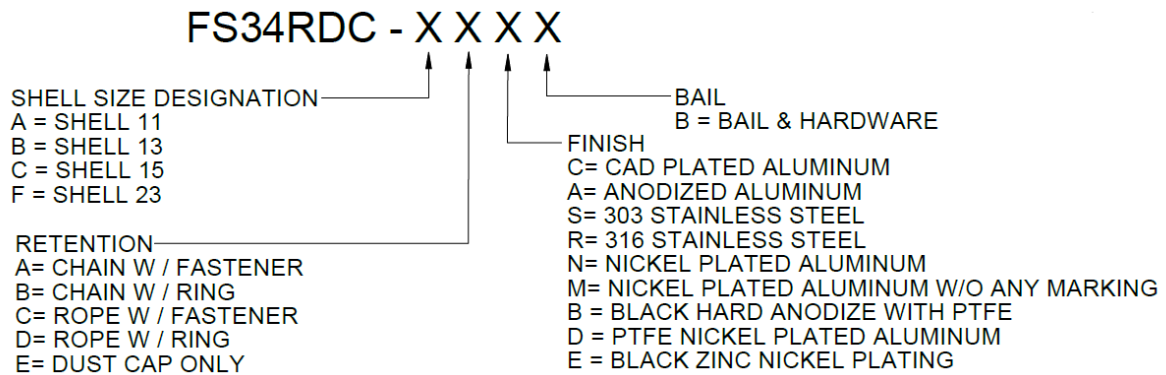 FS34RDC - X X X X
SHELL SIZE DESIGNATION
A = SHELL 11
B = SHELL 13
C = SHELL 15
F = SHELL 23
RETENTION
A= CHAIN W / FASTENER
B= CHAIN W / RING
C= ROPE W / FASTENER
D= ROPE W / RING
E= DUST CAP ONLY
BAIL
B = BAIL & HARDWARE
FINISH
C= CAD PLATED ALUMINUM
A= ANODIZED ALUMINUM
S= 303 STAINLESS STEEL
R= 316 STAINLESS STEEL
N= NICKEL PLATED ALUMINUM
M= NICKEL PLATED ALUMINUM W/O ANY MARKING
B = BLACK HARD ANODIZE WITH PTFE
D = PTFE NICKEL PLATED ALUMINUM
E = BLACK ZINC NICKEL PLATING